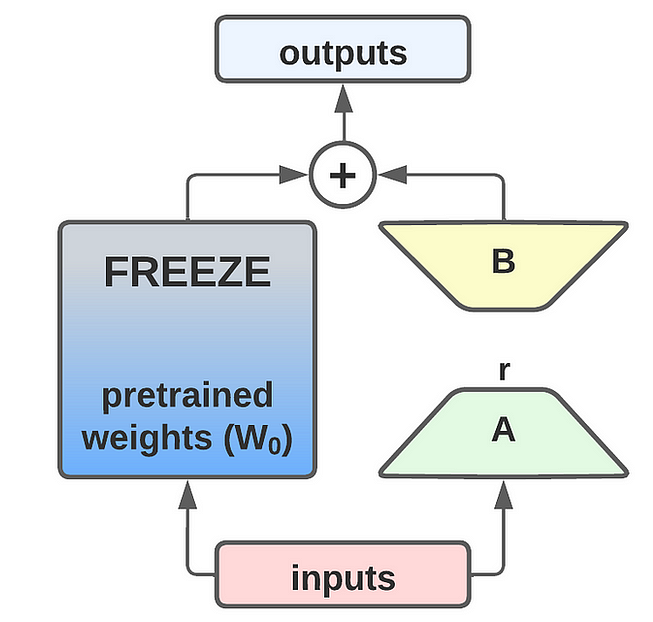 outputs
+
FREEZE
B
pretrained
weights (W₀)
r
A
inputs